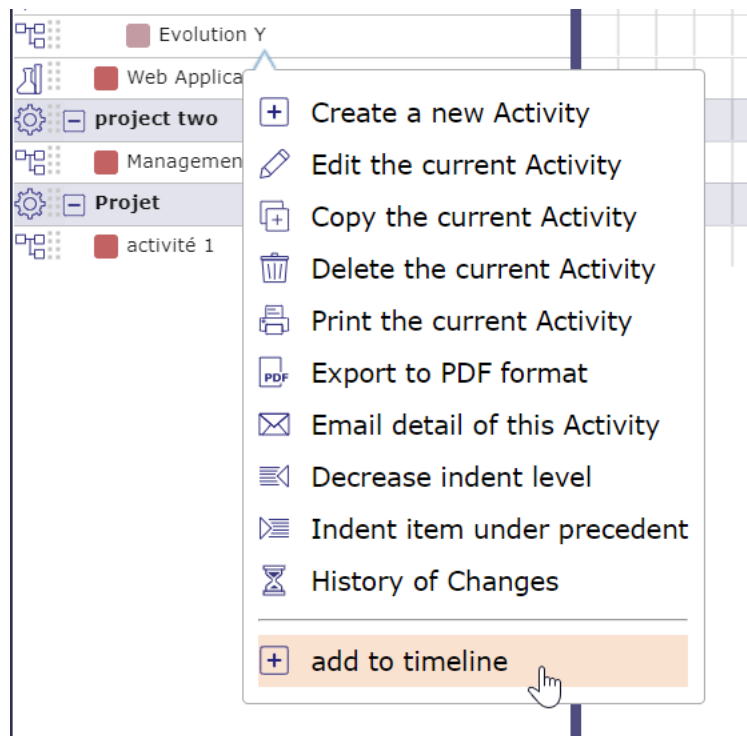 Evolution Y
Web Applica
project two
Managemen
Projet
activité 1
Create a new Activity
Edit the current Activity
Copy the current Activity
Delete the current Activity
Print the current Activity
PDF Export to PDF format
Email detail of this Activity
Decrease indent level
Indent item under precedent
History of Changes
add to timeline